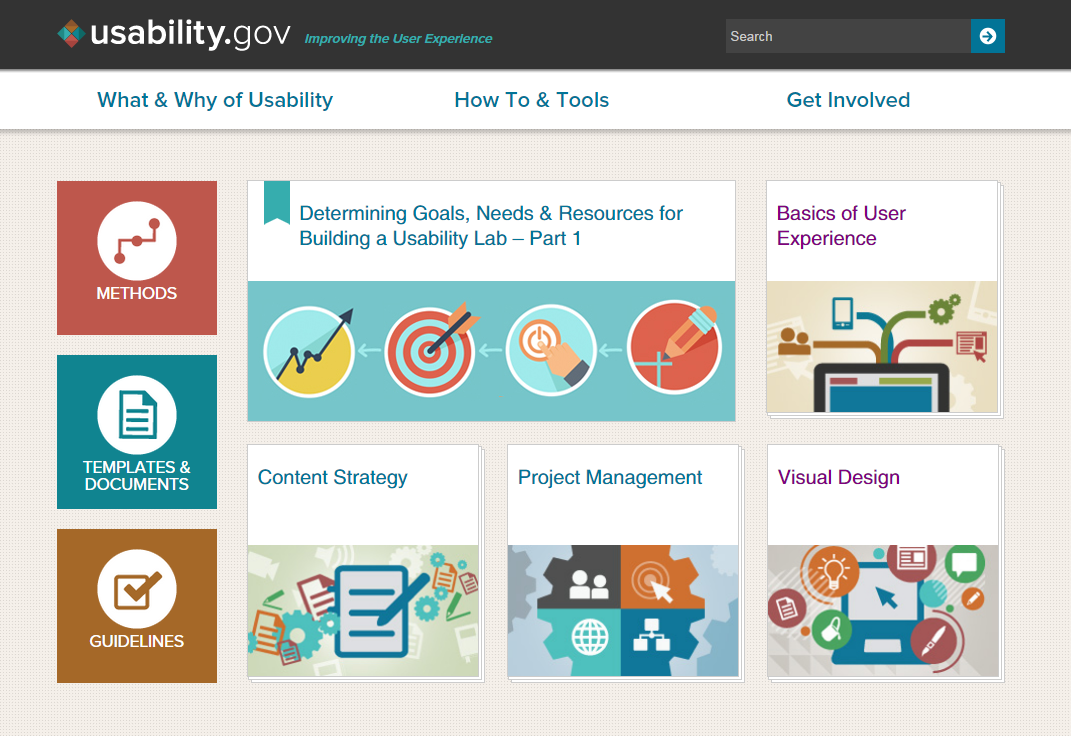 usability.gov
Improving the User Experience
Search
What & Why of Usability
How To & Tools
Get Involved
METHODS
TEMPLATES &
DOCUMENTS
GUIDELINES
Determining Goals, Needs & Resources for
Building a Usability Lab – Part 1
Basics of User
Experience
Content Strategy
Project Management
Visual Design